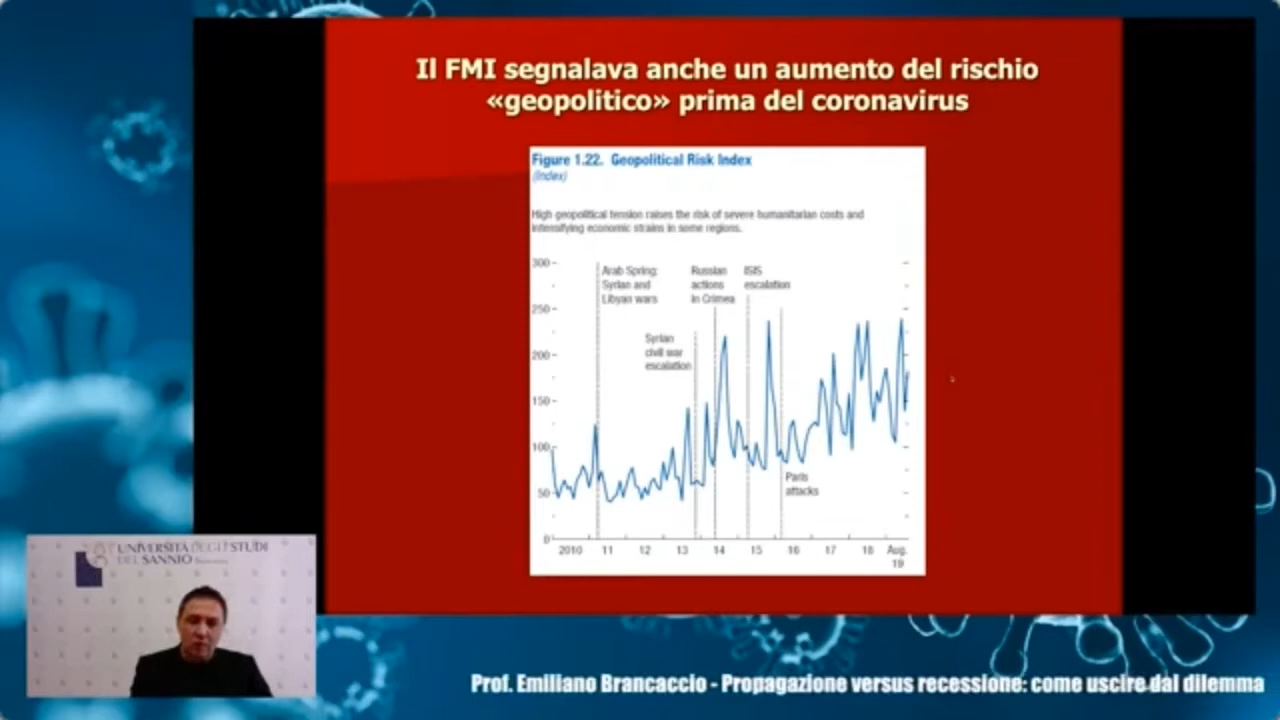 Il FMI segnalava anche un aumento del rischio
«geopolitico» prima del coronavirus
Figure 1.22. Geopolitical Risk Index
(Index)
High geopolitical tension raises the risk of severe humanitarian costs and
intensifying economic strains in some regions.
300
250
200
150
100
50
0
Arab Spring:
Syrian and
Libyan wars
Russian
actions
in Crimea
ISIS
escalation
Syrian
civil war
escalation
Paris
attacks
2010 11 12 13 14 15 16 17 18 Aug.
19
UNIVERSITÀ DEGLI STUDI
DEL SANNIO Benevento
Prof. Emiliano Brancaccio - Propagazione versus recessione: come uscire dal dilemma